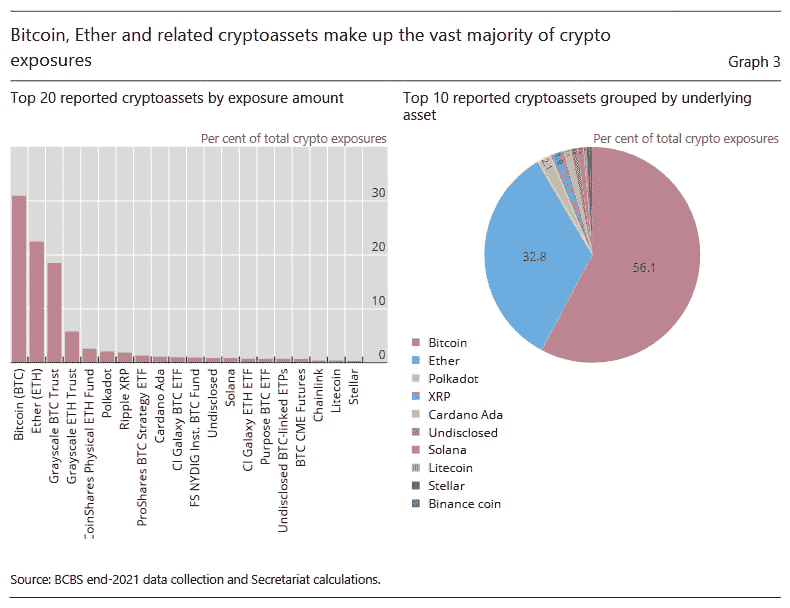 Bitcoin, Ether and related cryptoassets make up the vast majority of crypto
exposures
Graph 3
Top 20 reported cryptoassets by exposure amount
Per cent of total crypto exposures
30
20
10
0
Bitcoin (BTC)
Ether (ETH)
Grayscale BTC Trust
Grayscale ETH Trust
CoinShares Physical ETH Fund
Polkadot
Ripple XRP
ProShares BTC Strategy ETF
Cardano Ada
CI Galaxy BTC ETF
FS NYDIG Inst. BTC Fund
Undisclosed
Solana
CI Galaxy ETH ETF
Purpose BTC ETF
Undisclosed BTC-linked ETPs
BTC CME Futures
Chainlink
Litecoin
Stellar
Top 10 reported cryptoassets grouped by underlying
asset
Per cent of total crypto exposures
32.8
56.1
Bitcoin
Ether
Polkadot
XRP
Cardano Ada
Undisclosed
Solana
Litecoin
Stellar
Binance coin
Source: BCBS end-2021 data collection and Secretariat calculations.